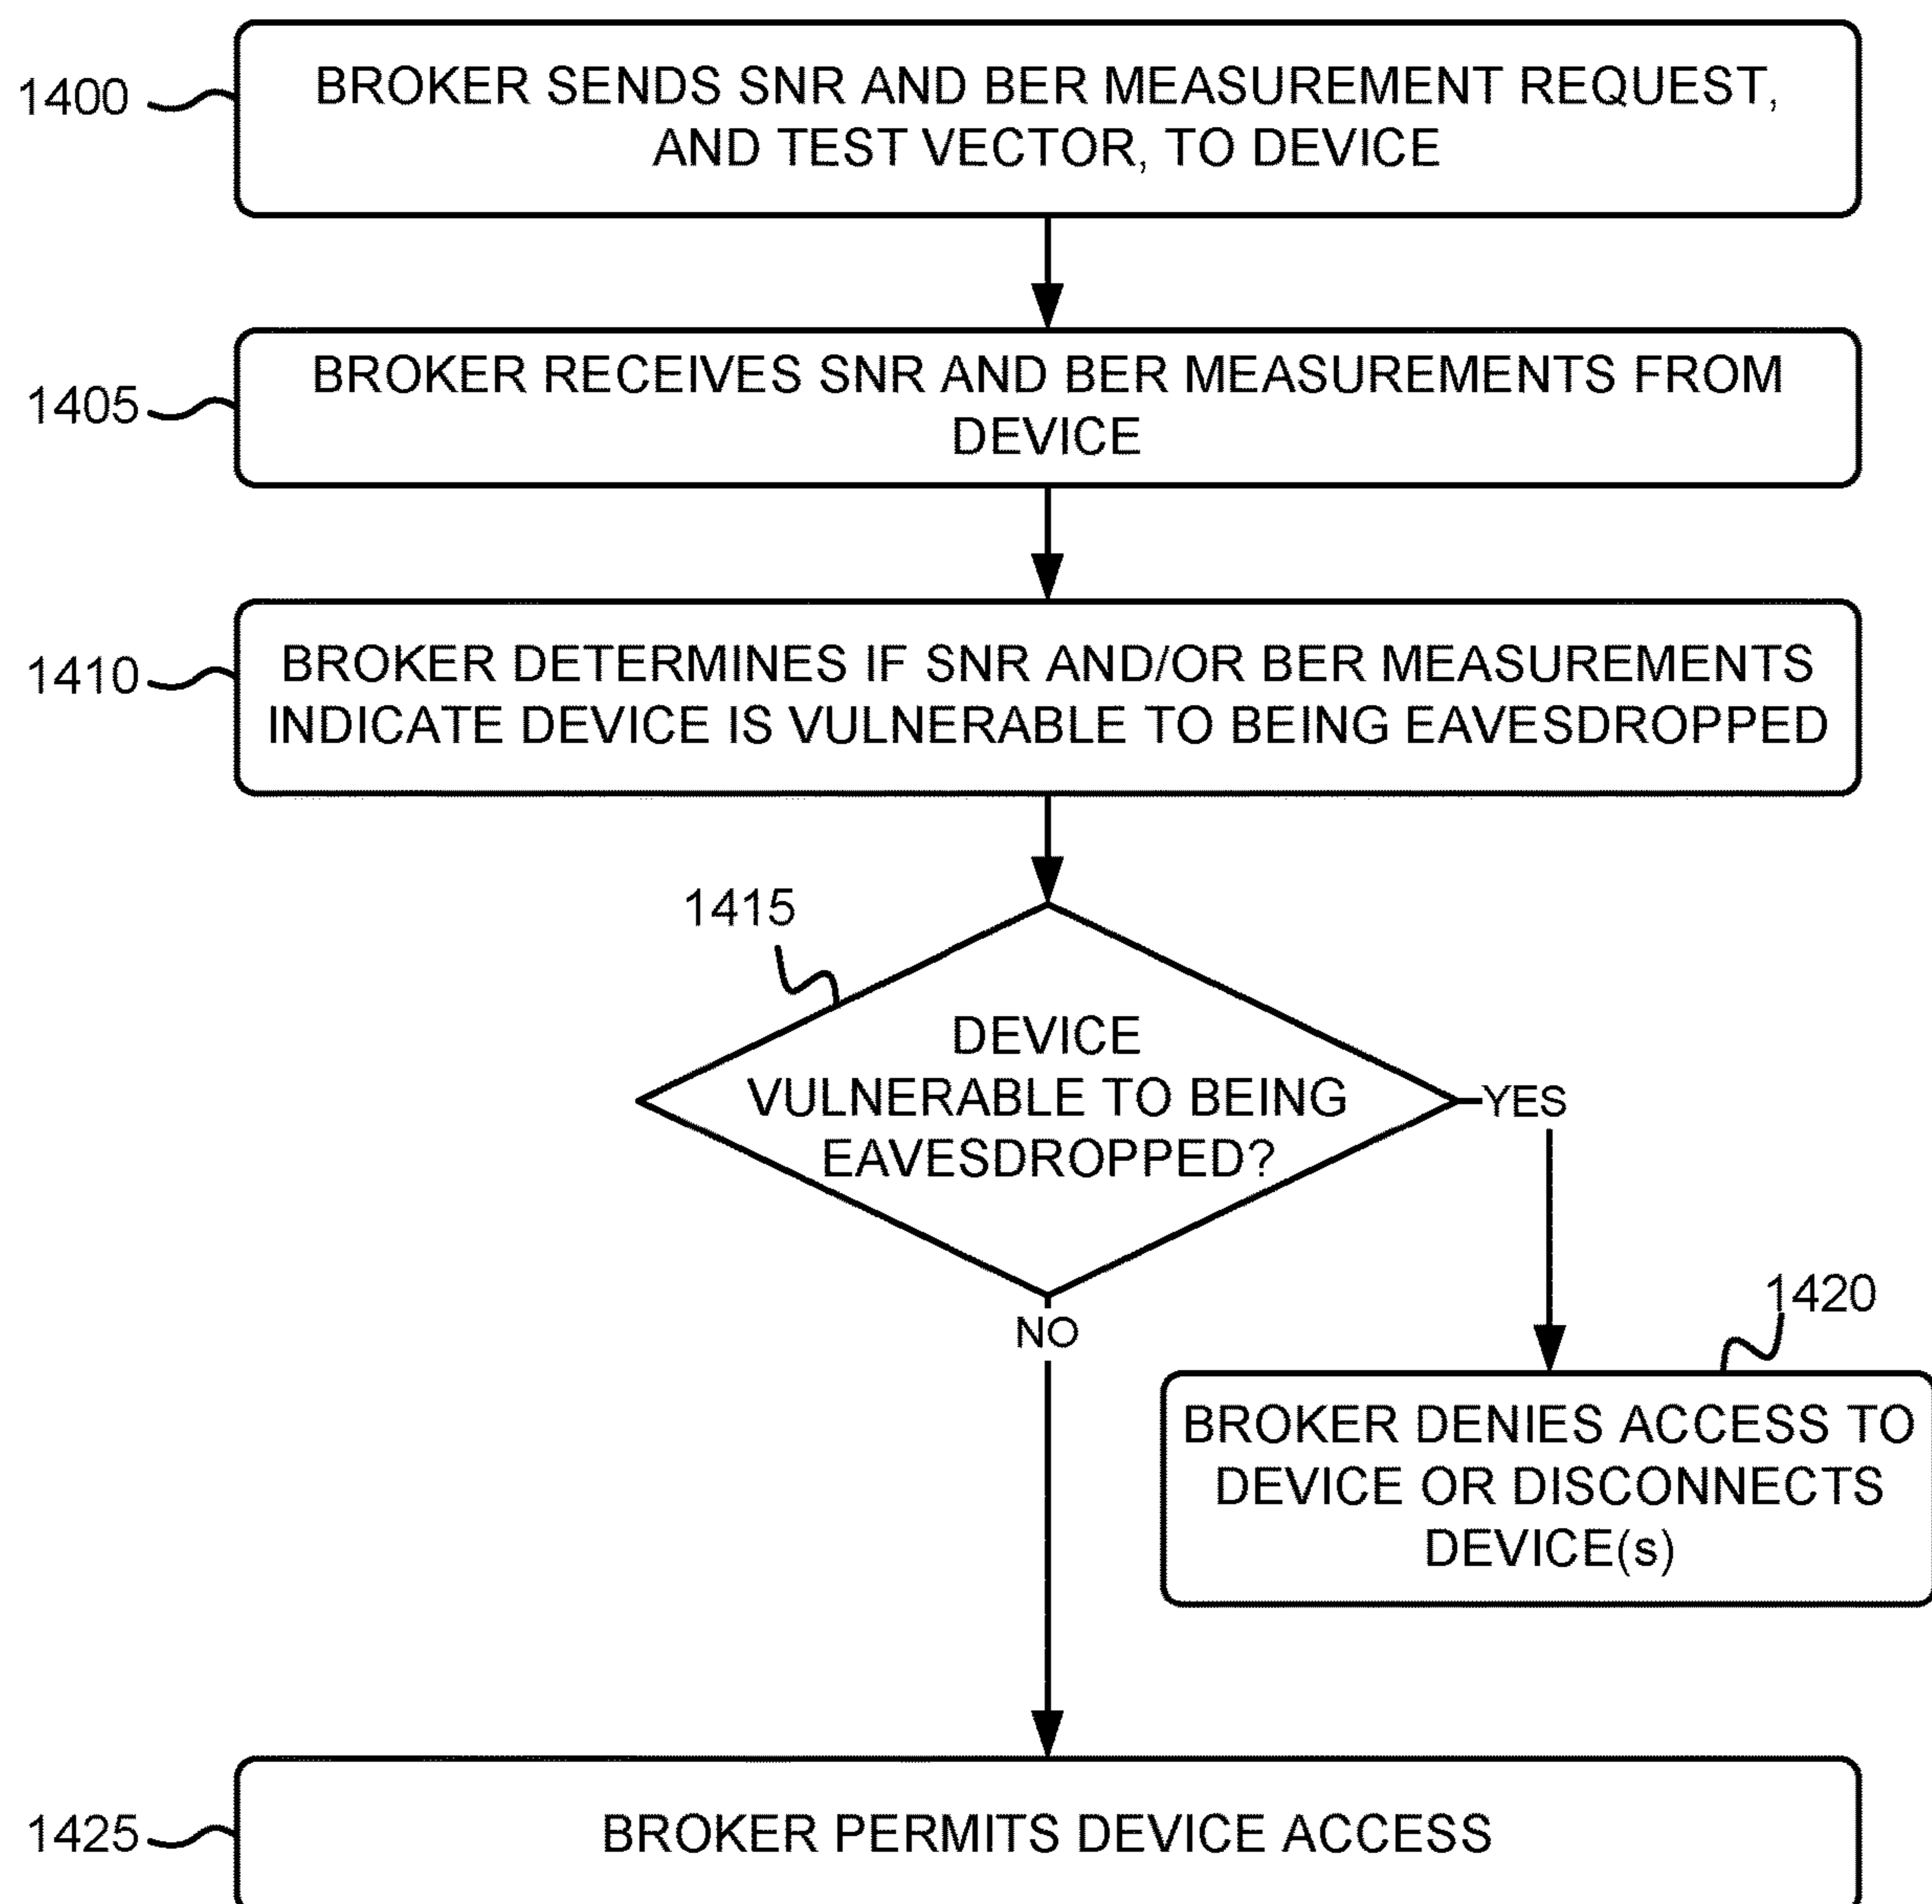 1400
BROKER SENDS SNR AND BER MEASUREMENT REQUEST,
AND TEST VECTOR, TO DEVICE
1405
BROKER RECEIVES SNR AND BER MEASUREMENTS FROM
DEVICE
1410
BROKER DETERMINES IF SNR AND/OR BER MEASUREMENTS
INDICATE DEVICE IS VULNERABLE TO BEING EAVESDROPPED
1415
DEVICE
VULNERABLE TO BEING
EAVESDROPPED?
YES
NO
1420
BROKER DENIES ACCESS TO
DEVICE OR DISCONNECTS
DEVICE(s)
1425
BROKER PERMITS DEVICE ACCESS